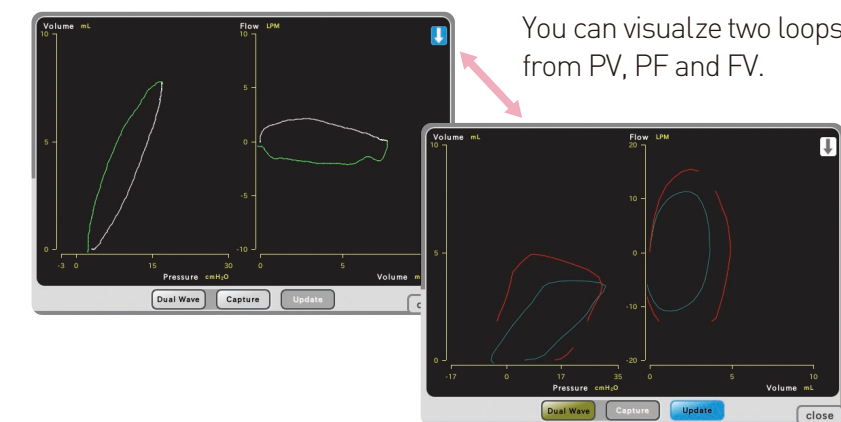 You can visualze two loops
from PV, PF and FV.
Volume mL
10
5
0
-3 0 15 30
Pressure cmH₂O
Flow LPM
10
5
0
-5
-10
0 5
Volume
Dual Wave Capture Update
Volume mL
10
5
0
-17 0 17 35
Pressure cmH₂O
Flow LPM
20
10
0
-10
-20
0 5 10
Volume mL
Dual Wave Capture Update close